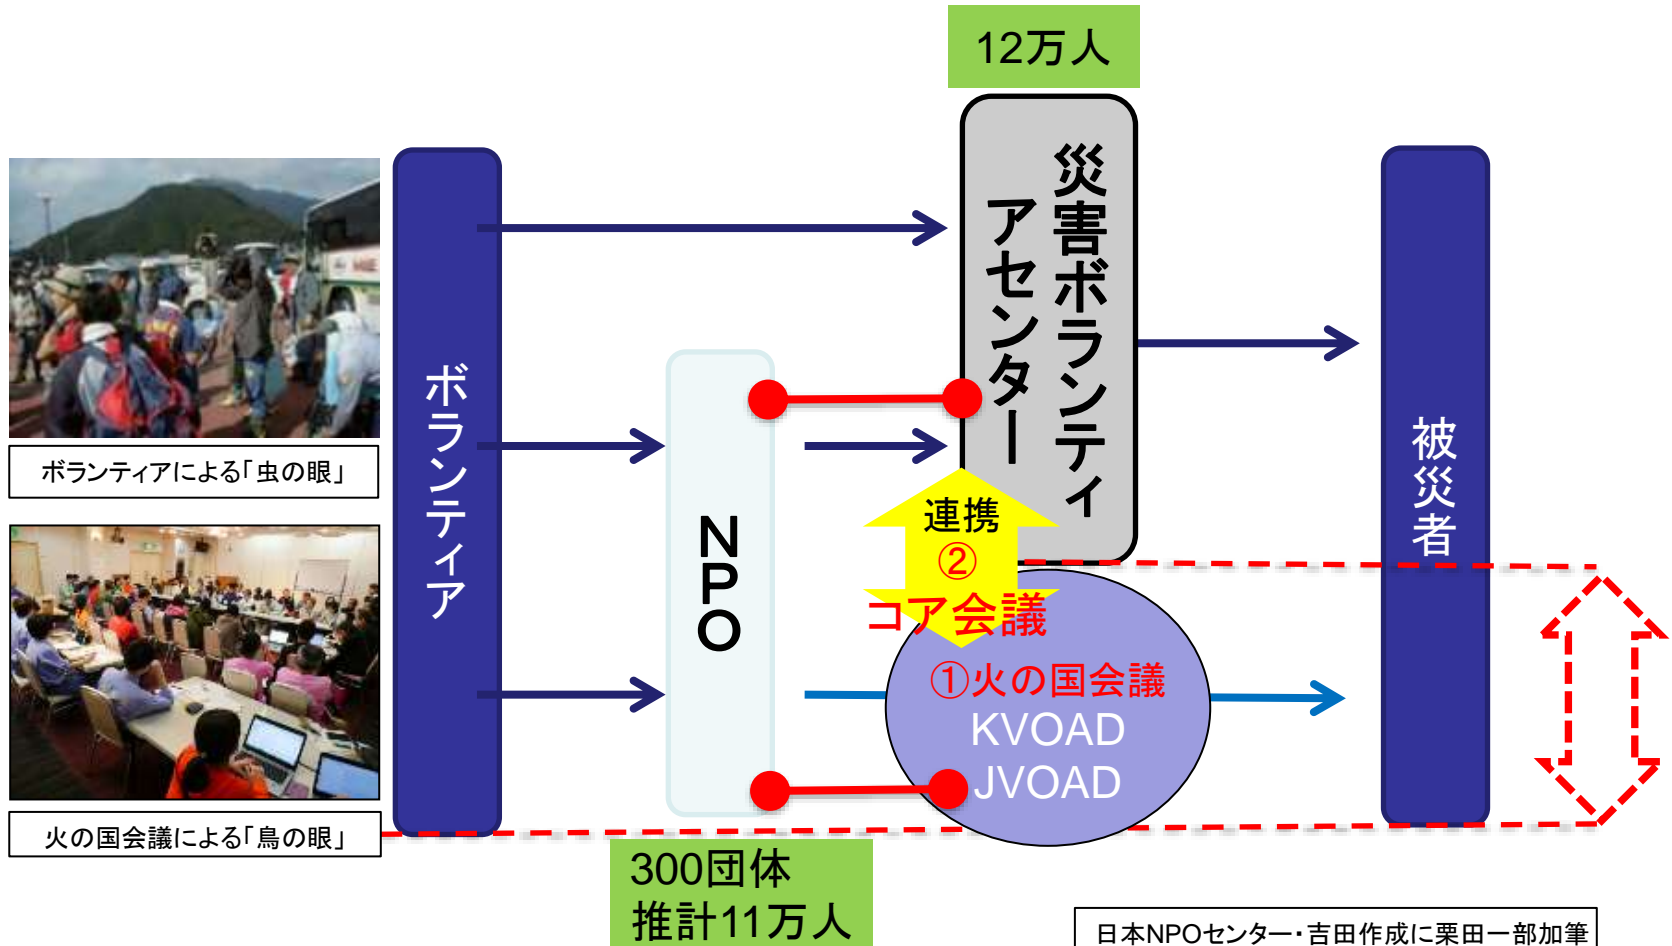 12万人
災害ボランティ
アセンター
ボランティア
ボランティアによる「虫の眼」
NPO
被災者
連携
②
コア会議
①火の国会議
KVOAD
JVOAD
火の国会議による「鳥の眼」
300団体
推計11万人
日本NPOセンター・吉田作成に栗田一部加筆